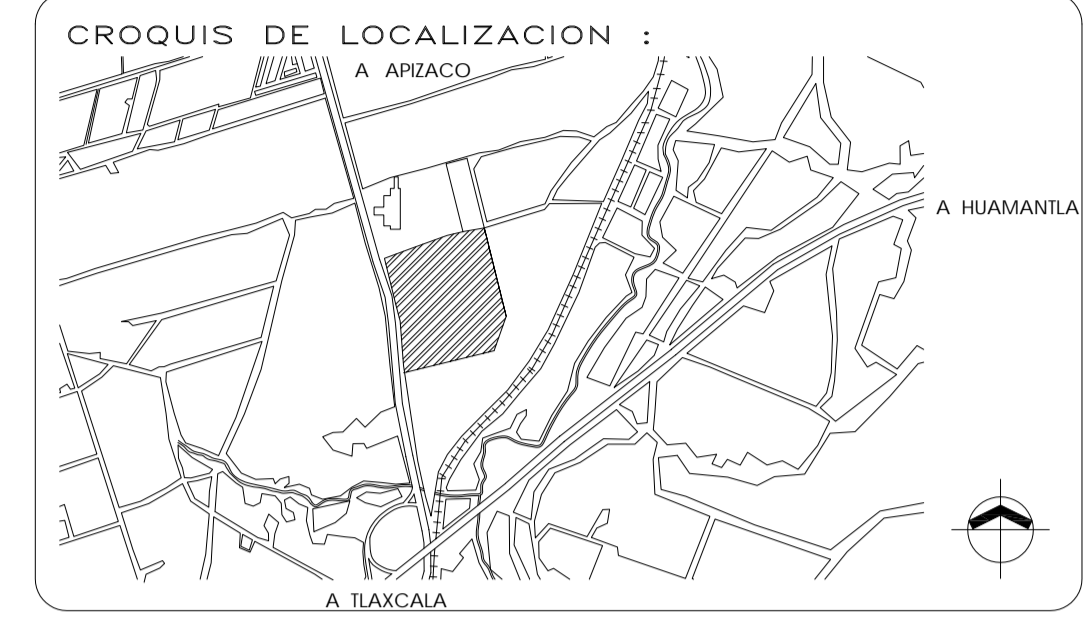 CROQUIS DE LOCALIZACION :
A APIZACO
A HUAMANTLA
A TLAXCALA